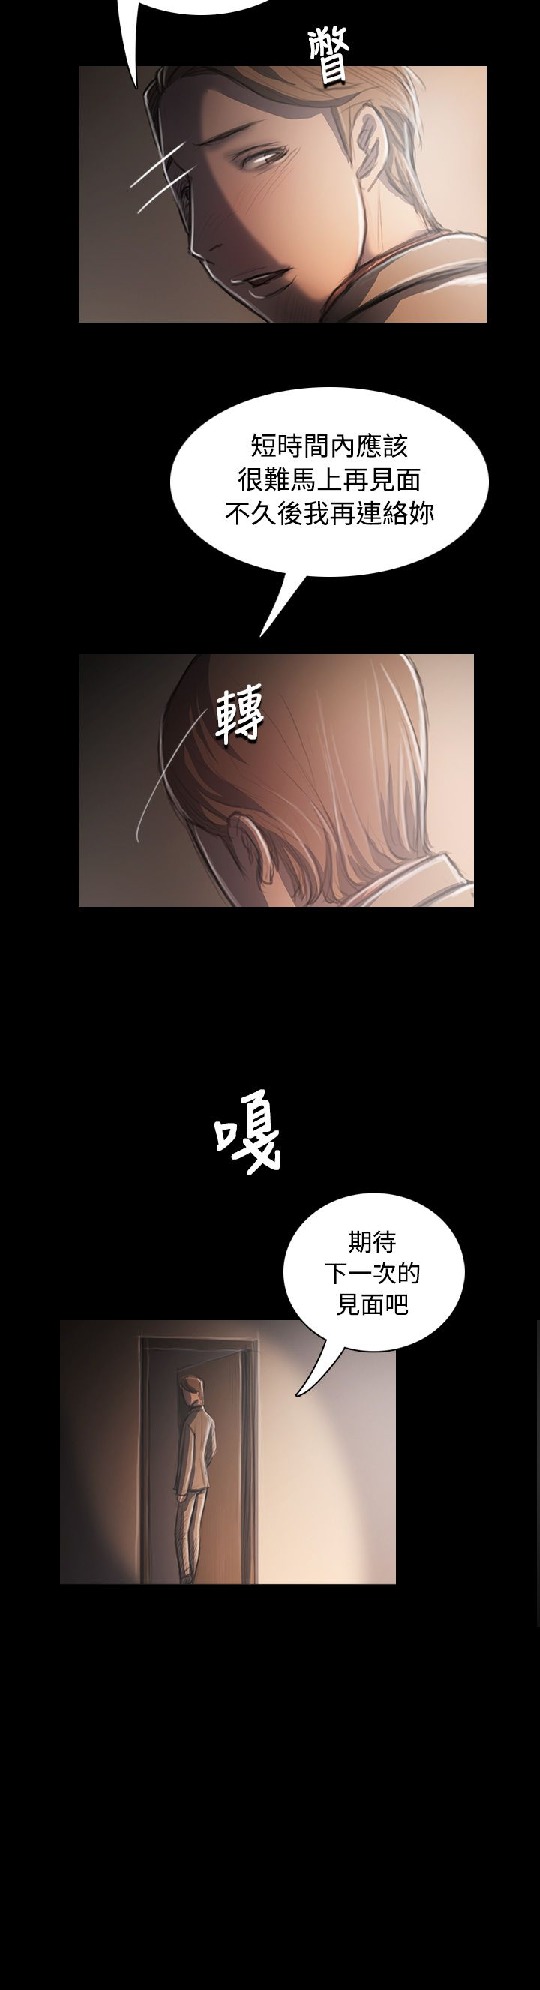 瞥
短時間內應該
很難馬上再見面
不久後我再連絡妳
轉
嘎
期待
下一次的
見面吧